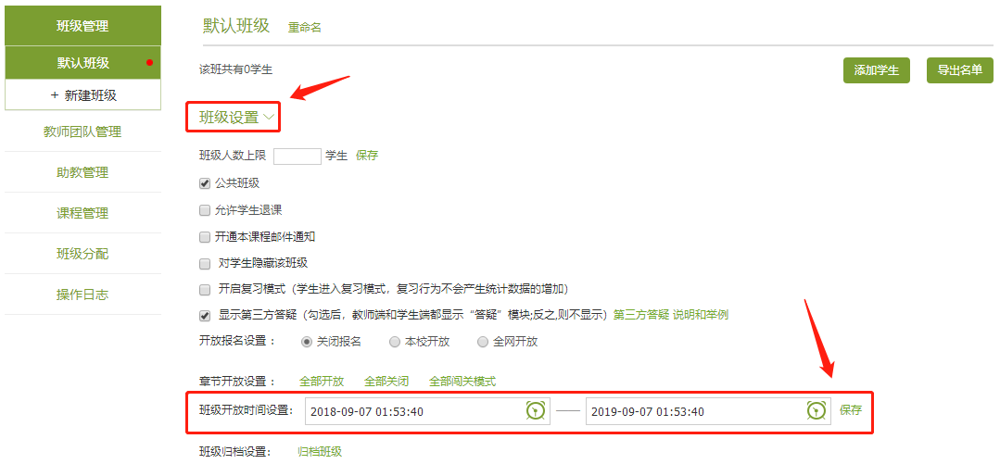 班级管理
默认班级
+ 新建班级
教师团队管理
助教管理
课程管理
班级分配
操作日志
默认班级 重命名
该班共有0学生
添加学生 导出名单
班级设置
班级人数上限 学生 保存
公共班级
允许学生退课
开通本课程邮件通知
对学生隐藏该班级
开启复习模式（学生进入复习模式，复习行为不会产生统计数据的增加）
显示第三方答疑（勾选后，教师端和学生端都显示“答疑”模块;反之,则不显示）第三方答疑 说明和举例
开放报名设置： 关闭报名 本校开放 全网开放
章节开放设置： 全部开放 全部关闭 全部闯关模式
班级开放时间设置： 2018-09-07 01:53:40 —— 2019-09-07 01:53:40 保存
班级归档设置： 归档班级